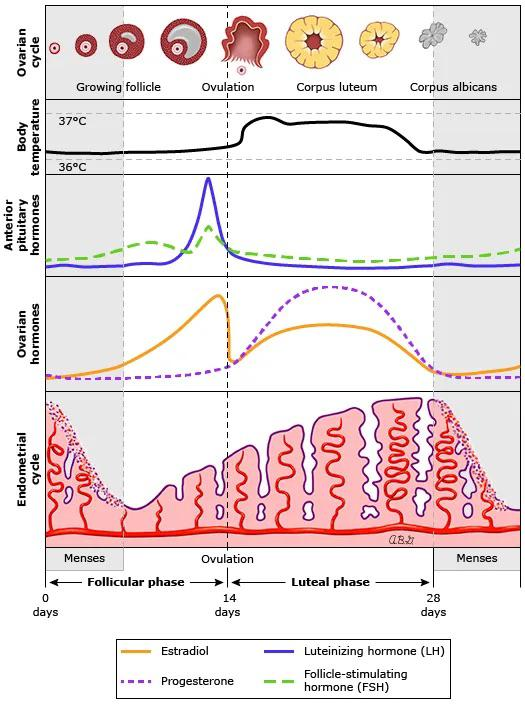 Ovarian
cycle
Growing follicle
Ovulation
Corpus luteum
Corpus albicans
Body
temperature
37°C
36°C
Anterior
pituitary
hormones
Ovarian
hormones
Endometrial
cycle
Menses
Ovulation
Menses
Follicular phase
Luteal phase
0
days
14
days
28
days
Estradiol
Luteinizing hormone (LH)
Progesterone
Follicle-stimulating
hormone (FSH)